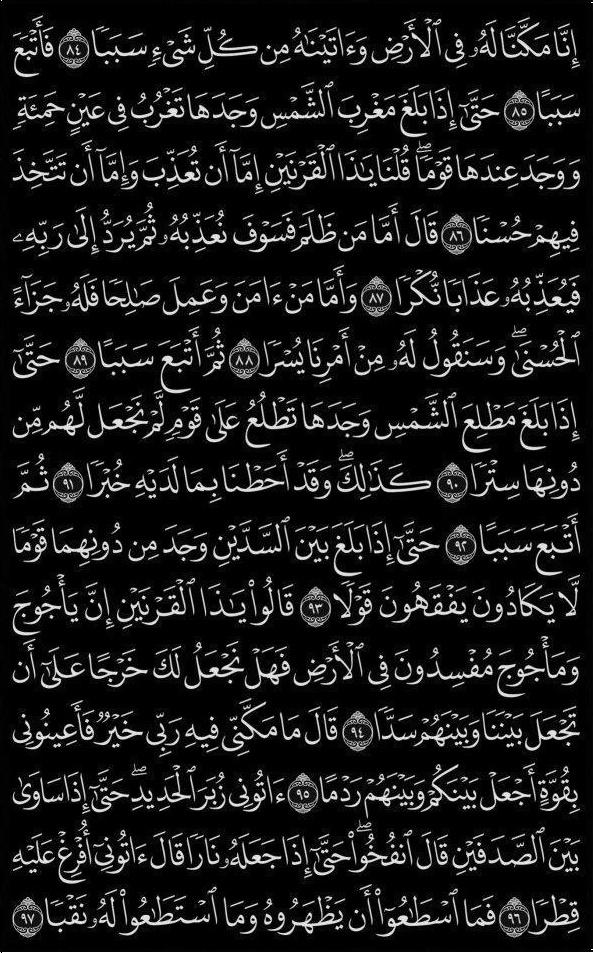 إِنَّا مَكَّنَّا لَهُۥ فِى ٱلْأَرْضِ وَءَاتَيْنَٰهُ مِن كُلِّ شَىْءٍ سَبَبًا ٨٤ فَأَتْبَعَ
سَبَبًا ٨٥ حَتَّىٰٓ إِذَا بَلَغَ مَغْرِبَ ٱلشَّمْسِ وَجَدَهَا تَغْرُبُ فِى عَيْنٍ حَمِئَةٍ
وَوَجَدَ عِندَهَا قَوْمًا ۗ قُلْنَا يَٰذَا ٱلْقَرْنَيْنِ إِمَّآ أَن تُعَذِّبَ وَإِمَّآ أَن تَتَّخِذَ
فِيهِمْ حُسْنًا ٨٦ قَالَ أَمَّا مَن ظَلَمَ فَسَوْفَ نُعَذِّبُهُۥ ثُمَّ يُرَدُّ إِلَىٰ رَبِّهِۦ
فَيُعَذِّبُهُۥ عَذَابًا نُّكْرًا ٨٧ وَأَمَّا مَنْ ءَامَنَ وَعَمِلَ صَٰلِحًا فَلَهُۥ جَزَآءً
ٱلْحُسْنَىٰ ۖ وَسَنَقُولُ لَهُۥ مِنْ أَمْرِنَا يُسْرًا ٨٨ ثُمَّ أَتْبَعَ سَبَبًا ٨٩ حَتَّىٰٓ
إِذَا بَلَغَ مَطْلِعَ ٱلشَّمْسِ وَجَدَهَا تَطْلُعُ عَلَىٰ قَوْمٍ لَّمْ نَجْعَل لَّهُم مِّن
دُونِهَا سِتْرًا ٩٠ كَذَٰلِكَ ۖ وَقَدْ أَحَطْنَا بِمَا لَدَيْهِ خُبْرًا ٩١ ثُمَّ
أَتْبَعَ سَبَبًا ٩٢ حَتَّىٰٓ إِذَا بَلَغَ بَيْنَ ٱلسَّدَّيْنِ وَجَدَ مِن دُونِهِمَا قَوْمًا
لَّا يَكَادُونَ يَفْقَهُونَ قَوْلًا ٩٣ قَالُوا۟ يَٰذَا ٱلْقَرْنَيْنِ إِنَّ يَأْجُوجَ
وَمَأْجُوجَ مُفْسِدُونَ فِى ٱلْأَرْضِ فَهَلْ نَجْعَلُ لَكَ خَرْجًا عَلَىٰٓ أَن
تَجْعَلَ بَيْنَنَا وَبَيْنَهُمْ سَدًّا ٩٤ قَالَ مَا مَكَّنِّى فِيهِ رَبِّى خَيْرٌ فَأَعِينُونِى
بِقُوَّةٍ أَجْعَلْ بَيْنَكُمْ وَبَيْنَهُمْ رَدْمًا ٩٥ ءَاتُونِى زُبَرَ ٱلْحَدِيدِ ۖ حَتَّىٰٓ إِذَا سَاوَىٰ
بَيْنَ ٱلصَّدَفَيْنِ قَالَ ٱنفُخُوا۟ ۖ حَتَّىٰٓ إِذَا جَعَلَهُۥ نَارًا قَالَ ءَاتُونِىٓ أُفْرِغْ عَلَيْهِ
قِطْرًا ٩٦ فَمَا ٱسْطَٰعُوٓا۟ أَن يَظْهَرُوهُ وَمَا ٱسْتَطَٰعُوا۟ لَهُۥ نَقْبًا ٩٧